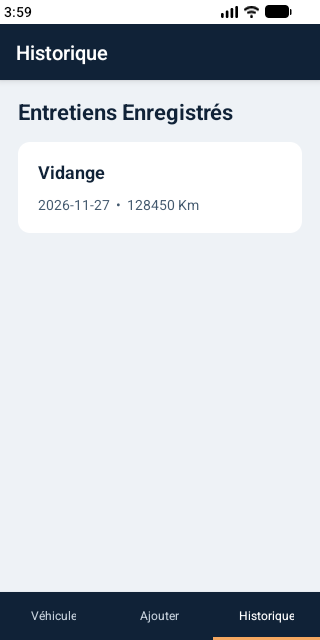 3:59
Historique
Entretiens Enregistrés
Vidange
2026-11-27 • 128450 Km
Véhicule Ajouter Historique